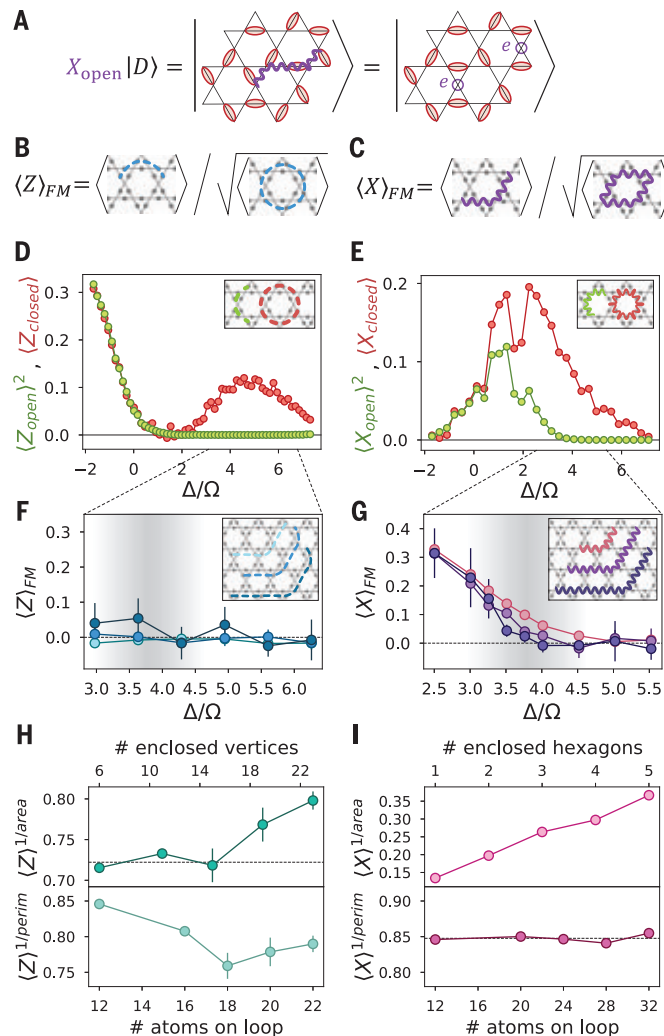 A
X_open |D⟩ = | ⟩ = | e e ⟩
B
⟨Z⟩_FM = ⟨ ⟩ / √⟨ ⟩
C
⟨X⟩_FM = ⟨ ⟩ / √⟨ ⟩
D
⟨Z_open⟩², ⟨Z_closed⟩
0.3
0.2
0.1
0.0
−2 0 2 4 6
Δ/Ω
E
⟨X_open⟩², ⟨X_closed⟩
0.2
0.1
0.0
−2 0 2 4 6
Δ/Ω
F
⟨Z⟩_FM
0.3
0.2
0.1
0.0
3.0 3.5 4.0 4.5 5.0 5.5 6.0
Δ/Ω
G
⟨X⟩_FM
0.4
0.3
0.2
0.1
0.0
2.5 3.0 3.5 4.0 4.5 5.0 5.5
Δ/Ω
H
# enclosed vertices
6 11 15 19 23
⟨Z⟩^1/area
0.80
0.75
0.70
⟨Z⟩^1/perim
0.85
0.80
0.75
12 14 16 18 20 22
# atoms on loop
I
# enclosed hexagons
1 2 3 4 5
⟨X⟩^1/area
0.35
0.30
0.25
0.20
0.15
⟨X⟩^1/perim
0.90
0.85
0.80
12 16 20 24 28 32
# atoms on loop